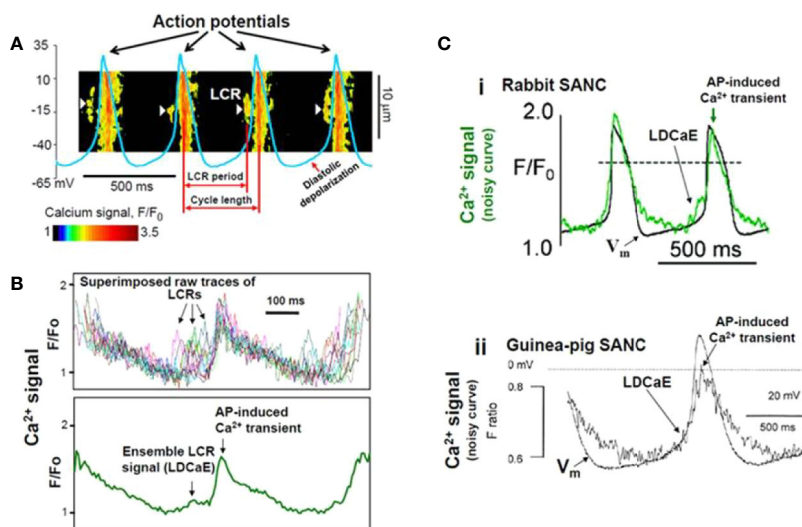 A
Action potentials
35
10
-15
-40
-65 mV
LCR
10 µm
500 ms
LCR period
Cycle length
Diastolic
depolarization
Calcium signal, F/F0
1
3.5
B
Ca2+ signal
Superimposed raw traces of
LCRs
100 ms
F/Fo
2
1
AP-induced
Ca2+ transient
Ensemble LCR
signal (LDCaE)
F/Fo
2
1
C
i Rabbit SANC
AP-induced
Ca2+ transient
LDCaE
Ca2+ signal
(noisy curve)
2.0
F/F0
1.0
Vm
500 ms
ii Guinea-pig SANC
AP-induced
Ca2+ transient
0 mV
LDCaE
20 mV
500 ms
Ca2+ signal
(noisy curve)
F ratio
0.8
0.6
Vm